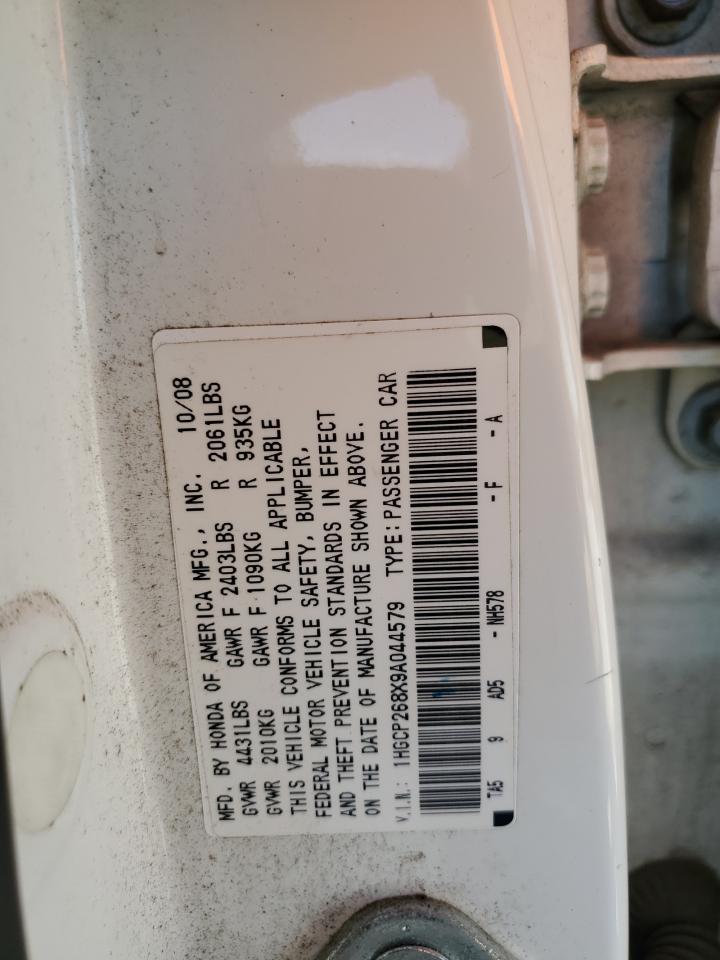 MFD. BY HONDA OF AMERICA MFG., INC. 10/08
GVWR 4431LBS GAWR F 2403LBS R 2061LBS
GVWR 2010KG GAWR F 1090KG R 935KG
THIS VEHICLE CONFORMS TO ALL APPLICABLE
FEDERAL MOTOR VEHICLE SAFETY, BUMPER,
AND THEFT PREVENTION STANDARDS IN EFFECT
ON THE DATE OF MANUFACTURE SHOWN ABOVE.
V.I.N.: 1HGCP268X9A044579 TYPE: PASSENGER CAR
TA5 9 AD5 - NH578 - F - A